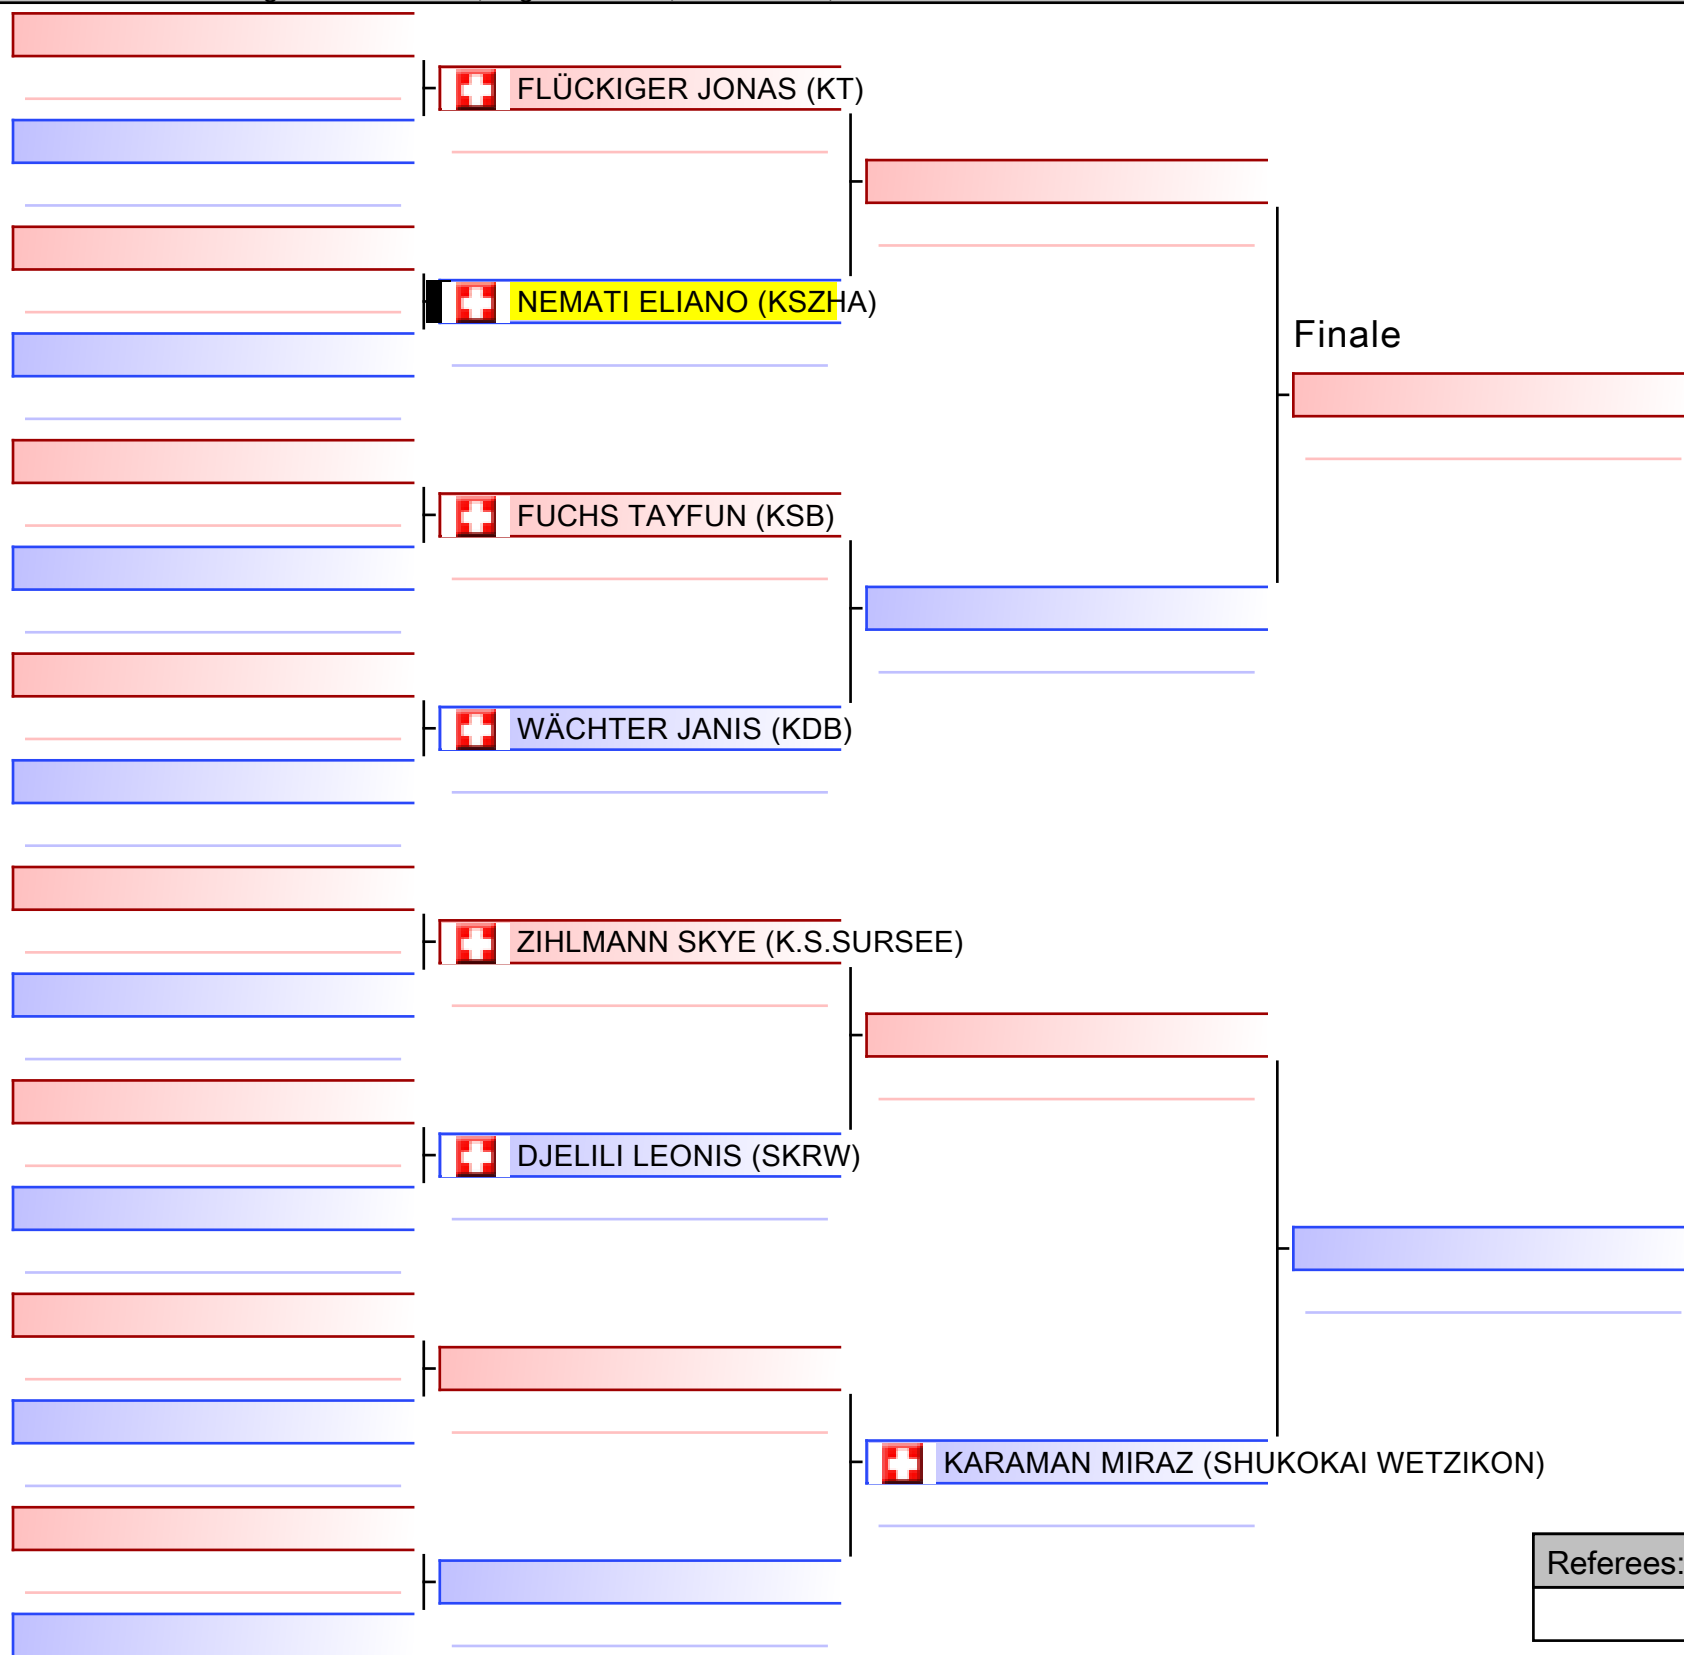 FLÜCKIGER JONAS (KT)
NEMATI ELIANO (KSZHA)
Finale
FUCHS TAYFUN (KSB)
WÄCHTER JANIS (KDB)
ZIHLMANN SKYE (K.S.SURSEE)
DJELILI LEONIS (SKRW)
KARAMAN MIRAZ (SHUKOKAI WETZIKON)
Referees: